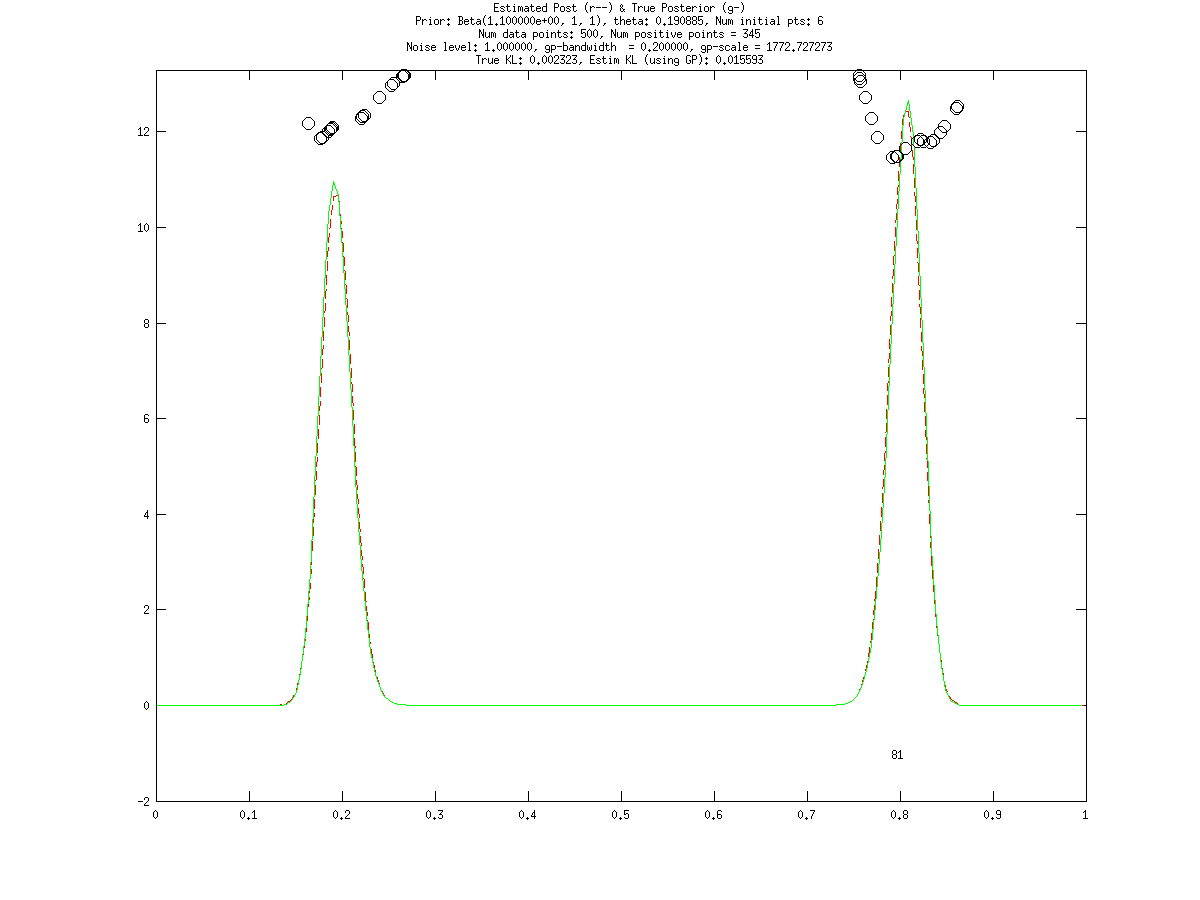 Estimated Post (r--) & True Posterior (g-)
Prior: Beta(1.100000e+00, 1, 1), theta: 0.190885, Num initial pts: 6
Num data points: 500, Num positive points = 345
Noise level: 1.000000, gp-bandwidth  = 0.200000, gp-scale = 1772.727273
True KL: 0.002323, Estim KL (using GP): 0.015593
12
10
8
6
4
2
0
81
-2
0 0.1 0.2 0.3 0.4 0.5 0.6 0.7 0.8 0.9 1